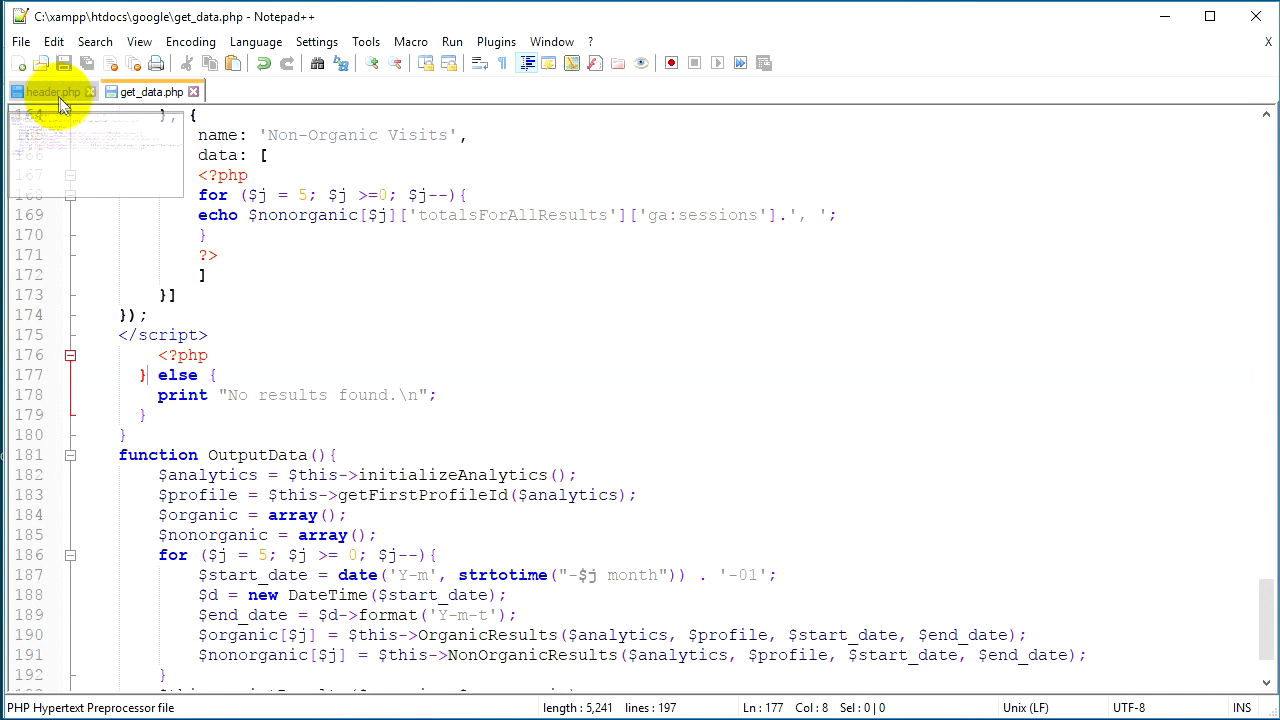 C:\xampp\htdocs\google\get_data.php - Notepad++
File Edit Search View Encoding Language Settings Tools Macro Run Plugins Window ? X
header.php get_data.php
164 }, {
name: 'Non-Organic Visits',
166 data: [
167 <?php
168 for ($j = 5; $j >=0; $j--){
169 echo $nonorganic[$j]['totalsForAllResults']['ga:sessions'].', ';
170 }
171 ?>
172 ]
173 }]
174 });
175 </script>
176 <?php
177 } else {
178 print "No results found.\n";
179 }
180 }
181 function OutputData(){
182 $analytics = $this->initializeAnalytics();
183 $profile = $this->getFirstProfileId($analytics);
184 $organic = array();
185 $nonorganic = array();
186 for ($j = 5; $j >= 0; $j--){
187 $start_date = date('Y-m', strtotime("-$j month")) . '-01';
188 $d = new DateTime($start_date);
189 $end_date = $d->format('Y-m-t');
190 $organic[$j] = $this->OrganicResults($analytics, $profile, $start_date, $end_date);
191 $nonorganic[$j] = $this->NonOrganicResults($analytics, $profile, $start_date, $end_date);
192 }
PHP Hypertext Preprocessor file length : 5,241 lines : 197 Ln : 177 Col : 8 Sel : 0 | 0 Unix (LF) UTF-8 INS